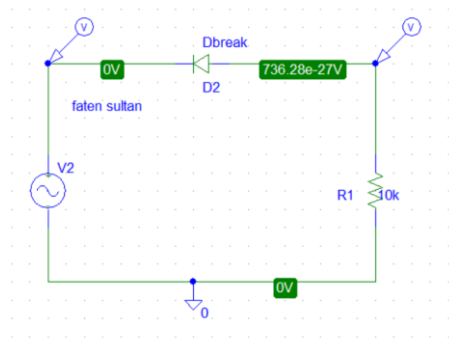 V
V
Dbreak
0V
736.28e-27V
D2
faten sultan
V2
R1
10k
0V
0